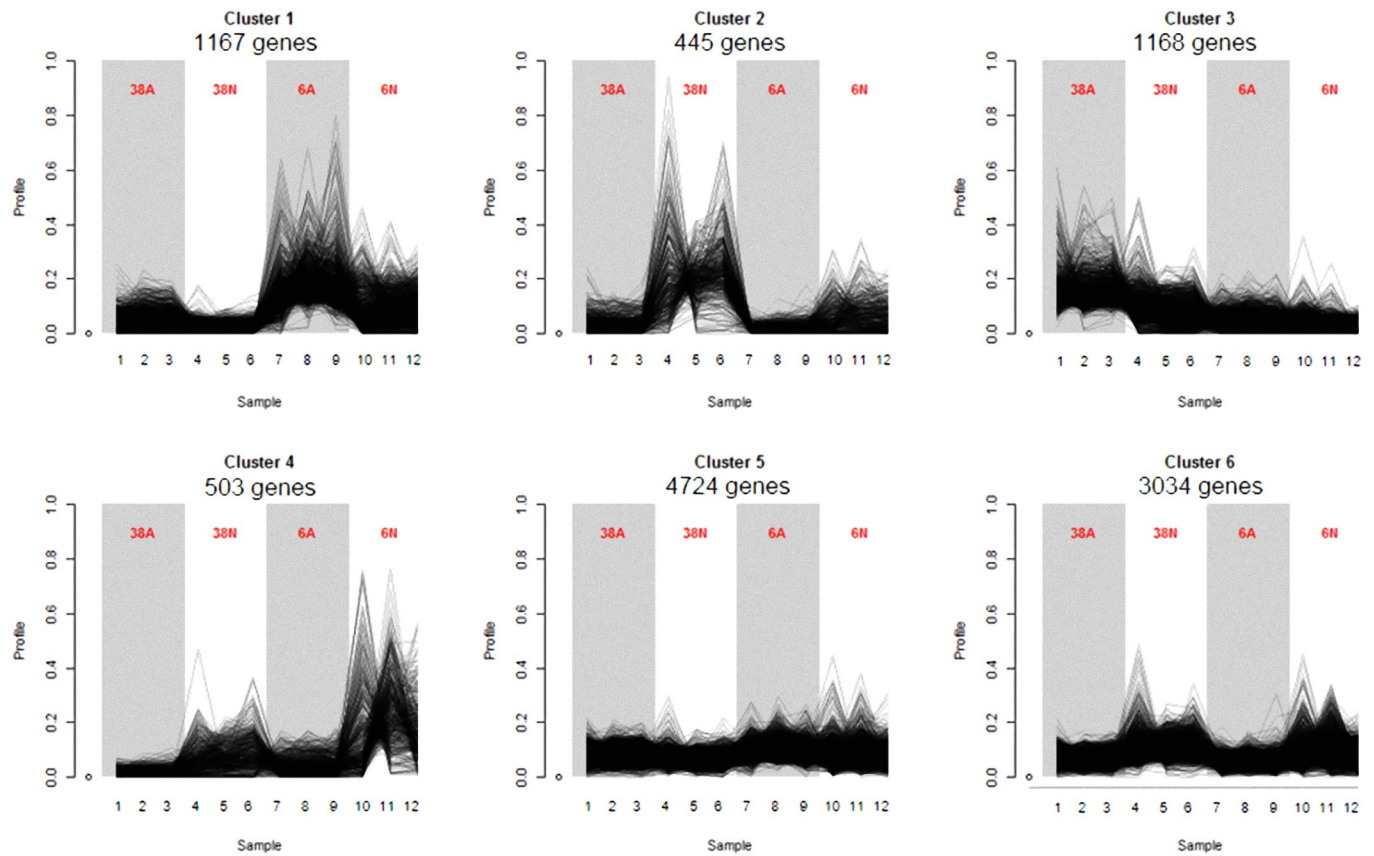 Cluster 1
1167 genes
38A 38N 6A 6N
1.0
0.8
0.6
0.4
0.2
0.0
Profile
1 2 3 4 5 6 7 8 9 10 11 12
Sample
Cluster 2
445 genes
38A 38N 6A 6N
1.0
0.8
0.6
0.4
0.2
0.0
Profile
1 2 3 4 5 6 7 8 9 10 11 12
Sample
Cluster 3
1168 genes
38A 38N 6A 6N
1.0
0.8
0.6
0.4
0.2
0.0
Profile
1 2 3 4 5 6 7 8 9 10 11 12
Sample
Cluster 4
503 genes
38A 38N 6A 6N
1.0
0.8
0.6
0.4
0.2
0.0
Profile
1 2 3 4 5 6 7 8 9 10 11 12
Sample
Cluster 5
4724 genes
38A 38N 6A 6N
1.0
0.8
0.6
0.4
0.2
0.0
Profile
1 2 3 4 5 6 7 8 9 10 11 12
Sample
Cluster 6
3034 genes
38A 38N 6A 6N
1.0
0.8
0.6
0.4
0.2
0.0
Profile
1 2 3 4 5 6 7 8 9 10 11 12
Sample